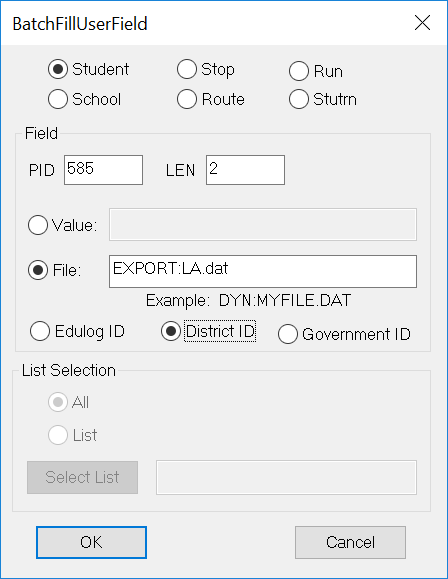 BatchFillUserField
Student Stop Run
School Route Stutrn
Field
PID 585 LEN 2
Value:
File: EXPORT:LA.dat
Example: DYN:MYFILE.DAT
Edulog ID District ID Government ID
List Selection
All
List
Select List
OK Cancel